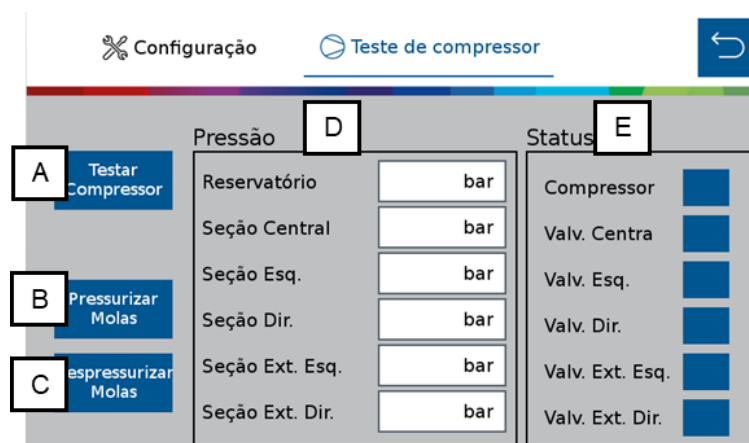 Configuração
Teste de compressor
D
E
Pressão
Status
A
Testar
Compressor
B
Pressurizar
Molas
C
espressurizar
Molas
Reservatório
bar
Seção Central
bar
Seção Esq.
bar
Seção Dir.
bar
Seção Ext. Esq.
bar
Seção Ext. Dir.
bar
Compressor
Valv. Centra
Valv. Esq.
Valv. Dir.
Valv. Ext. Esq.
Valv. Ext. Dir.